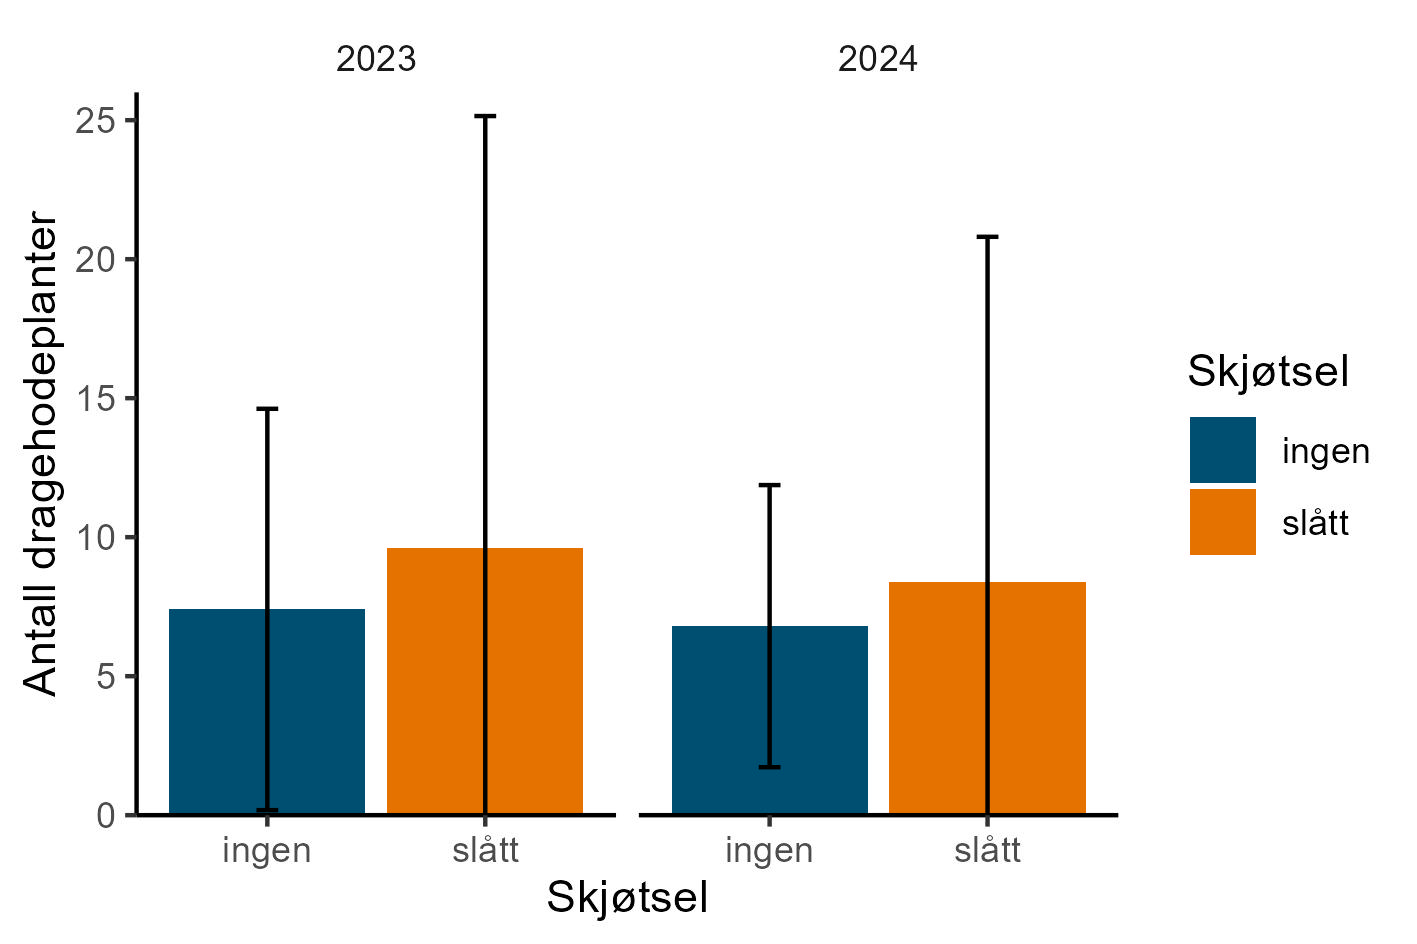 2023
2024
Antall dragehodeplanter
25
20
15
10
5
0
ingen
slått
ingen
slått
Skjøtsel
Skjøtsel
ingen
slått